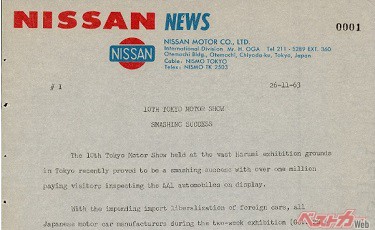 NISSAN NEWS
0001
NISSAN MOTOR CO., LTD.
International Division Mr. H. OGA Tel 211-5289 EXT. 360
Otemachi Bldg., Otemachi, Chiyoda-ku, Tokyo, Japan
Cable: NISMO TOKYO
Telex: NISMO TK 2503
NISSAN
#1
26-11-63
10TH TOKYO MOTOR SHOW
SMASHING SUCCESS
The 10th Tokyo Motor Show held at the vast Harumi exhibition grounds
in Tokyo recently proved to be a smashing success with over one million
paying visitors inspecting the 441 automobiles on display.
With the impending import liberalization of foreign cars, all
Japanese motor car manufacturers during the two-week exhibition
ベストカー
Web